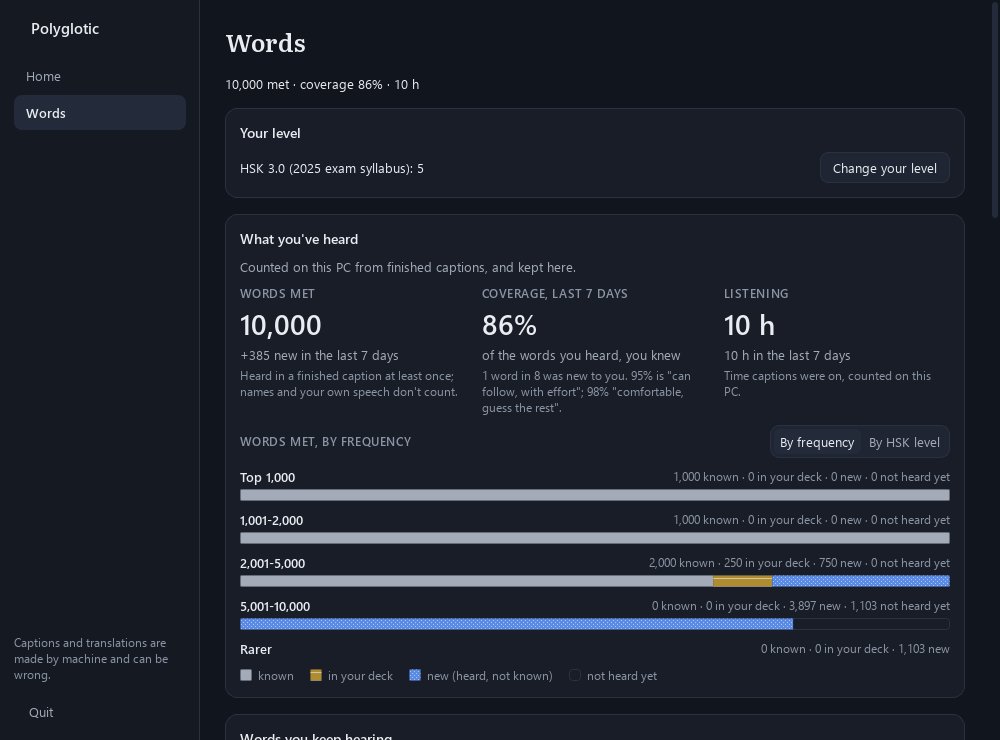 Polyglotic
Home
Words
Captions and translations are
made by machine and can be
wrong.
Quit
Words
10,000 met · coverage 86% · 10 h
Your level
HSK 3.0 (2025 exam syllabus): 5
Change your level
What you've heard
Counted on this PC from finished captions, and kept here.
WORDS MET
10,000
+385 new in the last 7 days
Heard in a finished caption at least once;
names and your own speech don't count.
COVERAGE, LAST 7 DAYS
86%
of the words you heard, you knew
1 word in 8 was new to you. 95% is "can
follow, with effort"; 98% "comfortable,
guess the rest".
LISTENING
10 h
10 h in the last 7 days
Time captions were on, counted on this
PC.
WORDS MET, BY FREQUENCY
By frequency By HSK level
Top 1,000 1,000 known · 0 in your deck · 0 new · 0 not heard yet
1,001-2,000 1,000 known · 0 in your deck · 0 new · 0 not heard yet
2,001-5,000 2,000 known · 250 in your deck · 750 new · 0 not heard yet
5,001-10,000 0 known · 0 in your deck · 3,897 new · 1,103 not heard yet
Rarer 0 known · 0 in your deck · 1,103 new
known in your deck new (heard, not known) not heard yet
Words you keep hearing